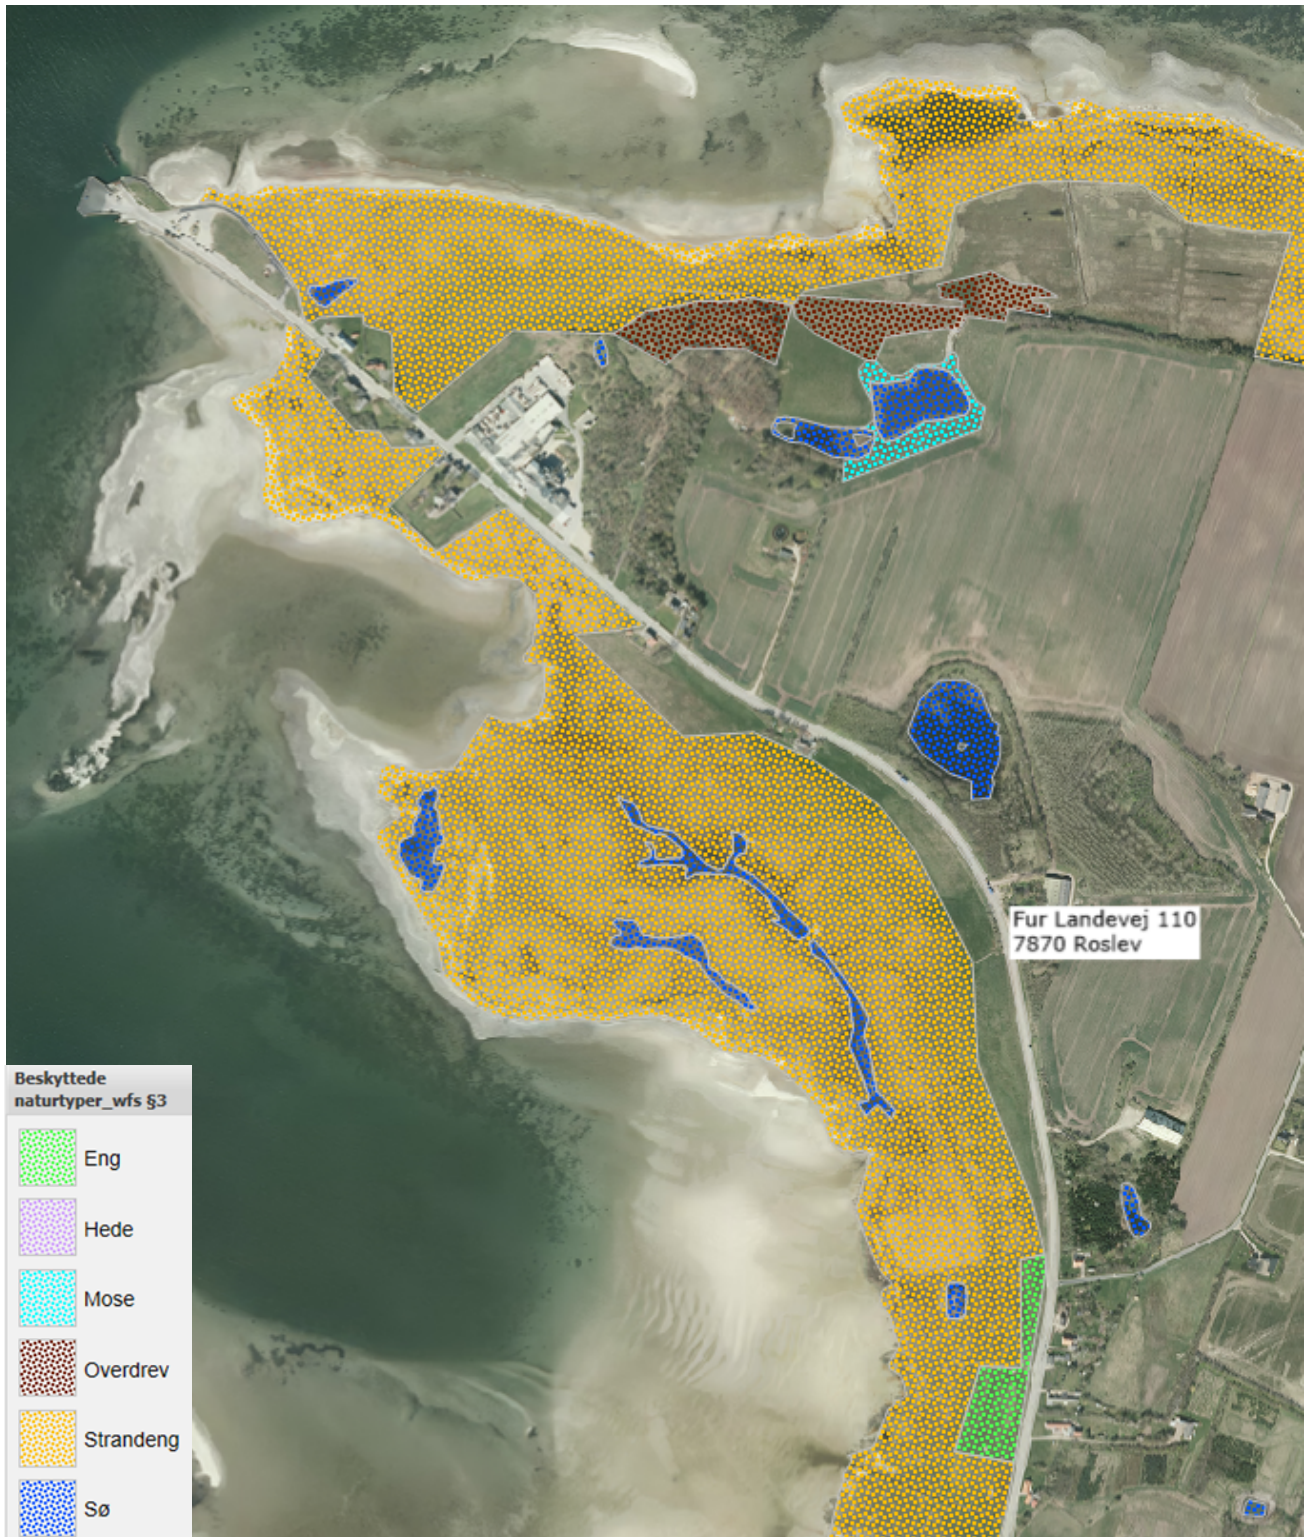 Fur Landevej 110
7870 Roslev
Beskyttede
naturtyper_wfs §3
Eng
Hede
Mose
Overdrev
Strandeng
Sø